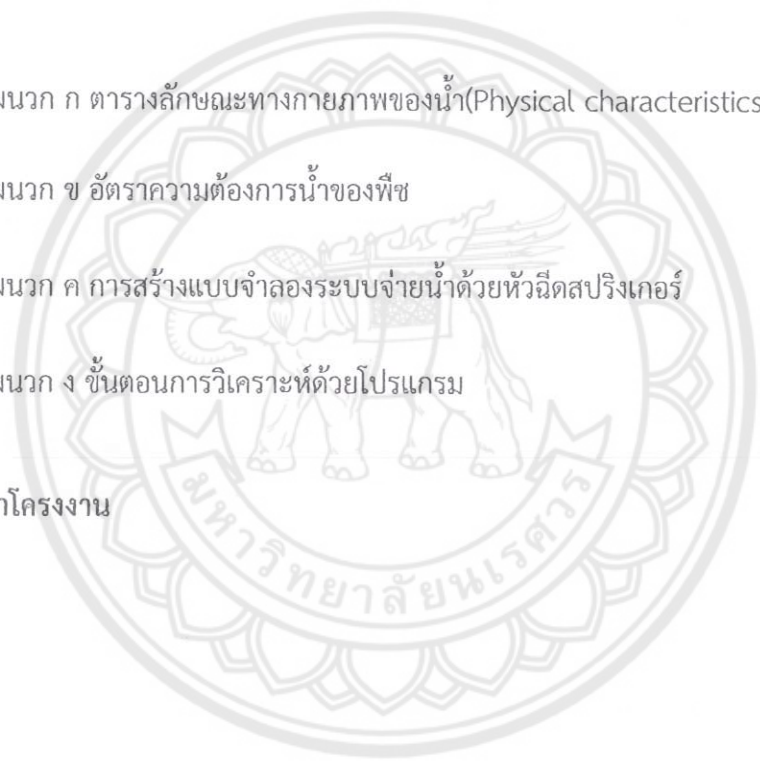 ผนวก ก ตารางลักษณะทางกายภาพของน้ำ(Physical characteristics
ผนวก ข อัตราความต้องการน้ำของพืช
ผนวก ค การสร้างแบบจำลองระบบจ่ายน้ำด้วยหัวฉีดสปริงเกอร์
ผนวก ง ขั้นตอนการวิเคราะห์ด้วยโปรแกรม
โครงงาน
มหาวิทยาลัยนเรศวร